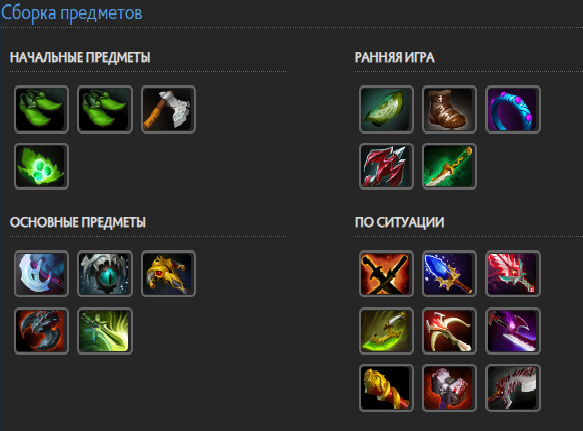 Сборка предметов
НАЧАЛЬНЫЕ ПРЕДМЕТЫ
РАННЯЯ ИГРА
ОСНОВНЫЕ ПРЕДМЕТЫ
ПО СИТУАЦИИ